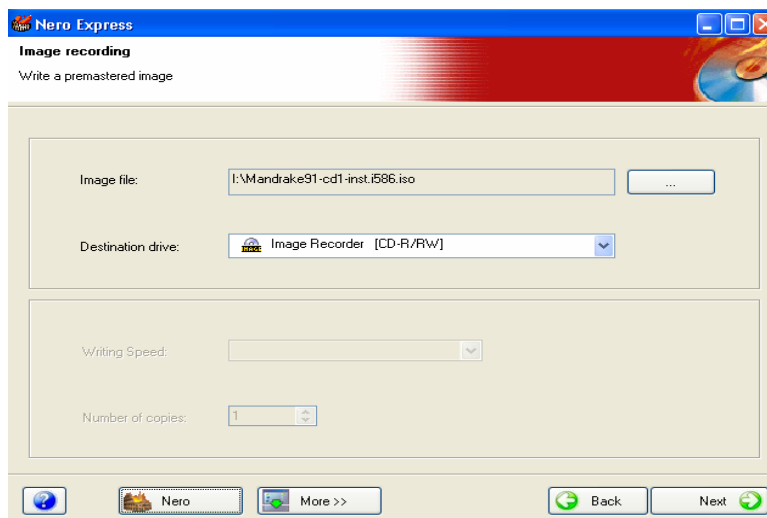 Nero Express
Image recording
Write a premastered image
Image file:
I:\Mandrake91-cd1-inst.i586.iso
...
Destination drive:
IMAGE
Image Recorder [CD-R/RW]
Writing Speed:
Number of copies:
1
?
Nero
More >>
Back
Next